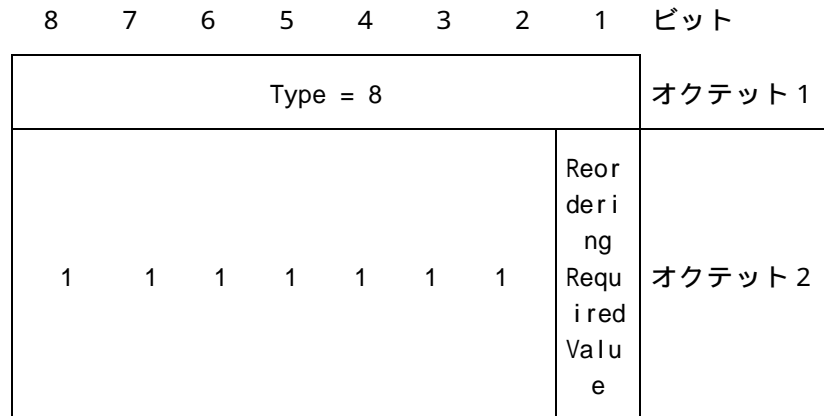 8 7 6 5 4 3 2 1 ビット
Type = 8 オクテット1
Reor
deri
ng
1 1 1 1 1 1 1 Requ オクテット2
ired
Valu
e